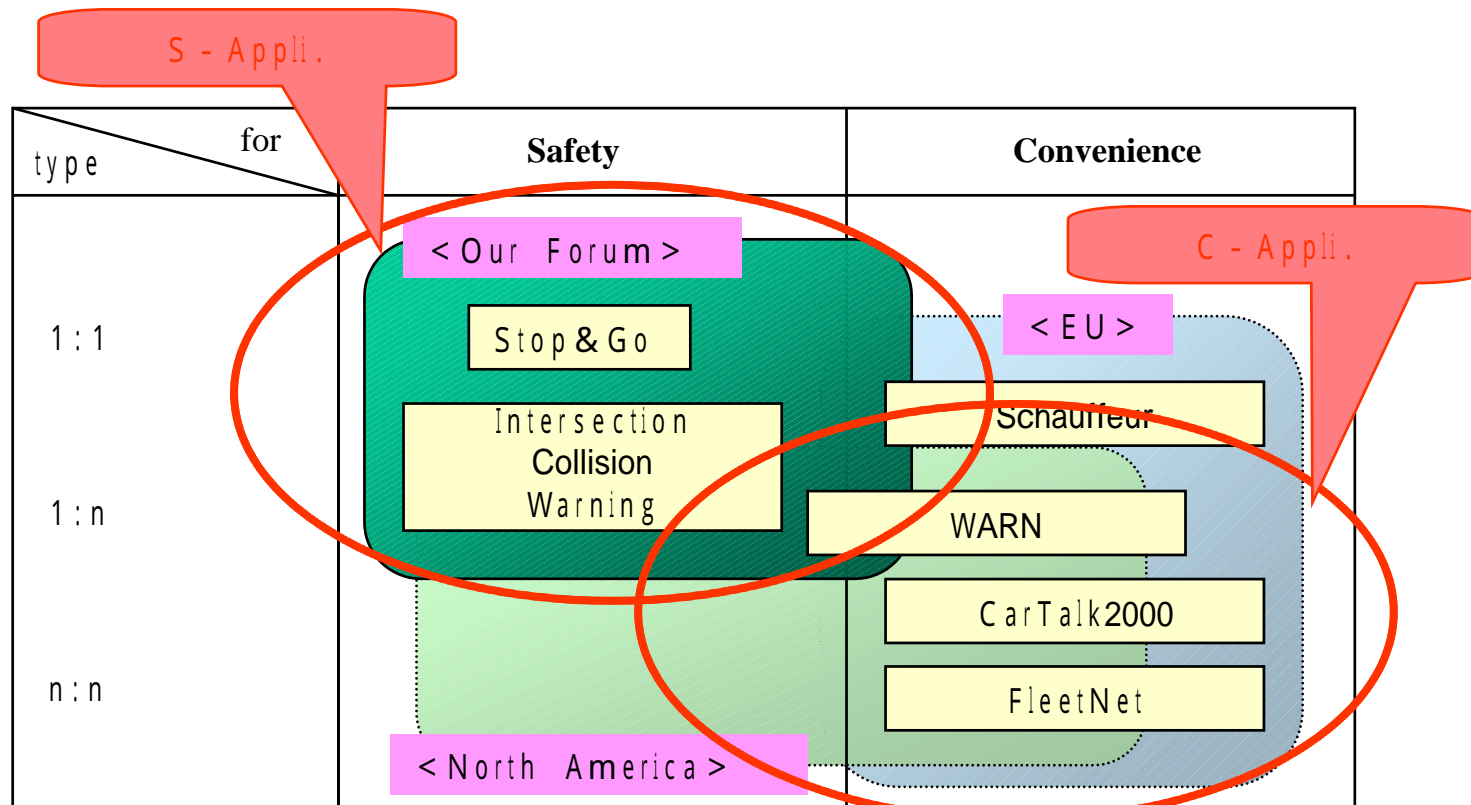 S - Appli.
for
type
Safety
Convenience
<Our Forum>
C - Appli.
1:1
Stop&Go
<EU>
Schauffeur
Intersection
Collision
Warning
1:n
WARN
CarTalk2000
n:n
FleetNet
<North America>